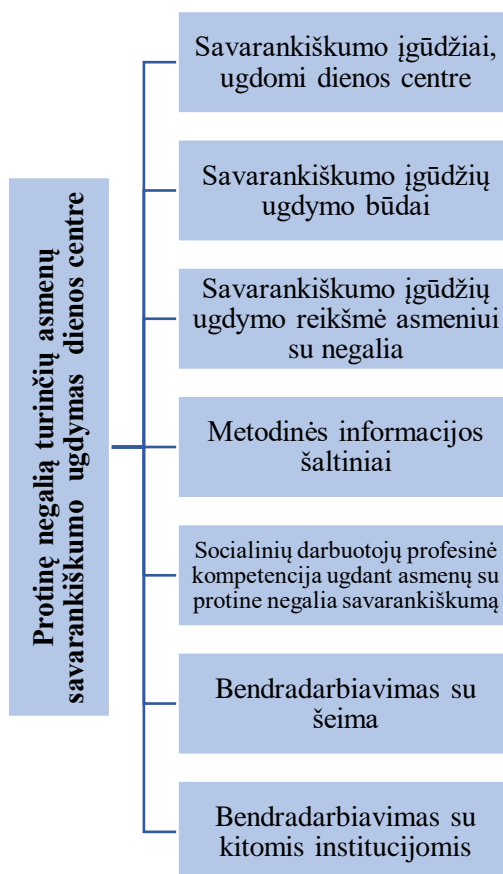 Protinę negalią turinčių asmenų
savarankiškumo ugdymas dienos centre
Savarankiškumo įgūdžiai,
ugdomi dienos centre
Savarankiškumo įgūdžių
ugdymo būdai
Savarankiškumo įgūdžių
ugdymo reikšmė asmeniui
su negalia
Metodinės informacijos
šaltiniai
Socialinių darbuotojų profesinė
kompetencija ugdant asmenų su
protine negalia savarankiškumą
Bendradarbiavimas su
šeima
Bendradarbiavimas su
kitomis institucijomis